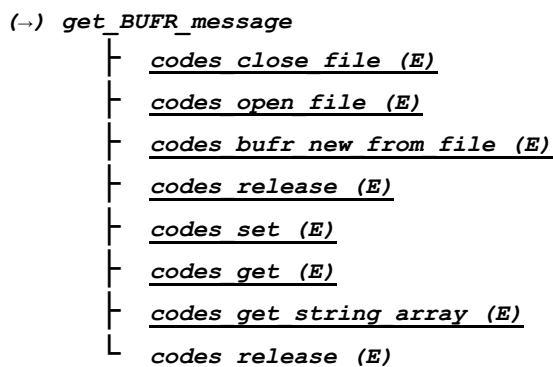 (→) get_BUFR_message
├ codes_close_file (E)
├ codes_open_file (E)
├ codes_bufr_new_from_file (E)
├ codes_release (E)
├ codes_set (E)
├ codes_get (E)
├ codes_get_string_array (E)
└ codes_release (E)